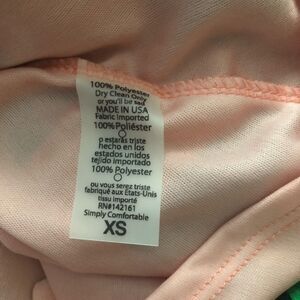 100% Polyester
Dry Clean Only
or you'll be sad
MADE IN USA
Fabric Imported
100% Poliéster
o estarás triste
hecho en los
estados unidos
tejido importado
100% Polyester
ou vous serez triste
fabriqué aux états-Unis
tissu importé
RN#142161
Simply Comfortable
XS